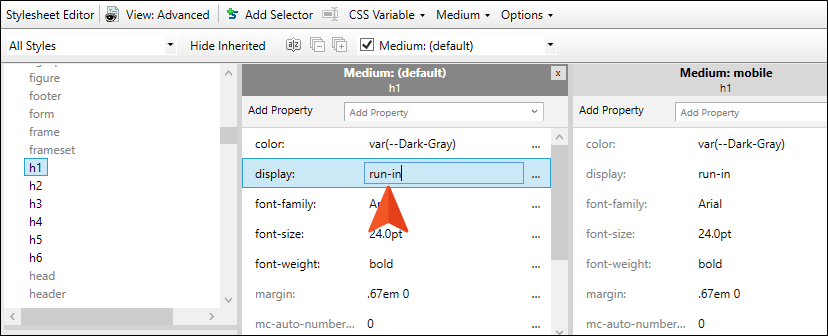 Stylesheet Editor View: Advanced Add Selector CSS Variable Medium Options
All Styles Hide Inherited Medium: (default)
figure
footer
form
frame
frameset
h1
h2
h3
h4
h5
h6
head
header
Medium: (default)
h1
Add Property Add Property
color: var(--Dark-Gray) ...
display: run-in ...
font-family: ...
font-size: 24.0pt ...
font-weight: bold ...
margin: .67em 0 ...
mc-auto-number... 0 ...
Medium: mobile
h1
Add Property Add Property
color: var(--Dark-Gray)
display: run-in
font-family: Arial
font-size: 24.0pt
font-weight: bold
margin: .67em 0
mc-auto-number... 0